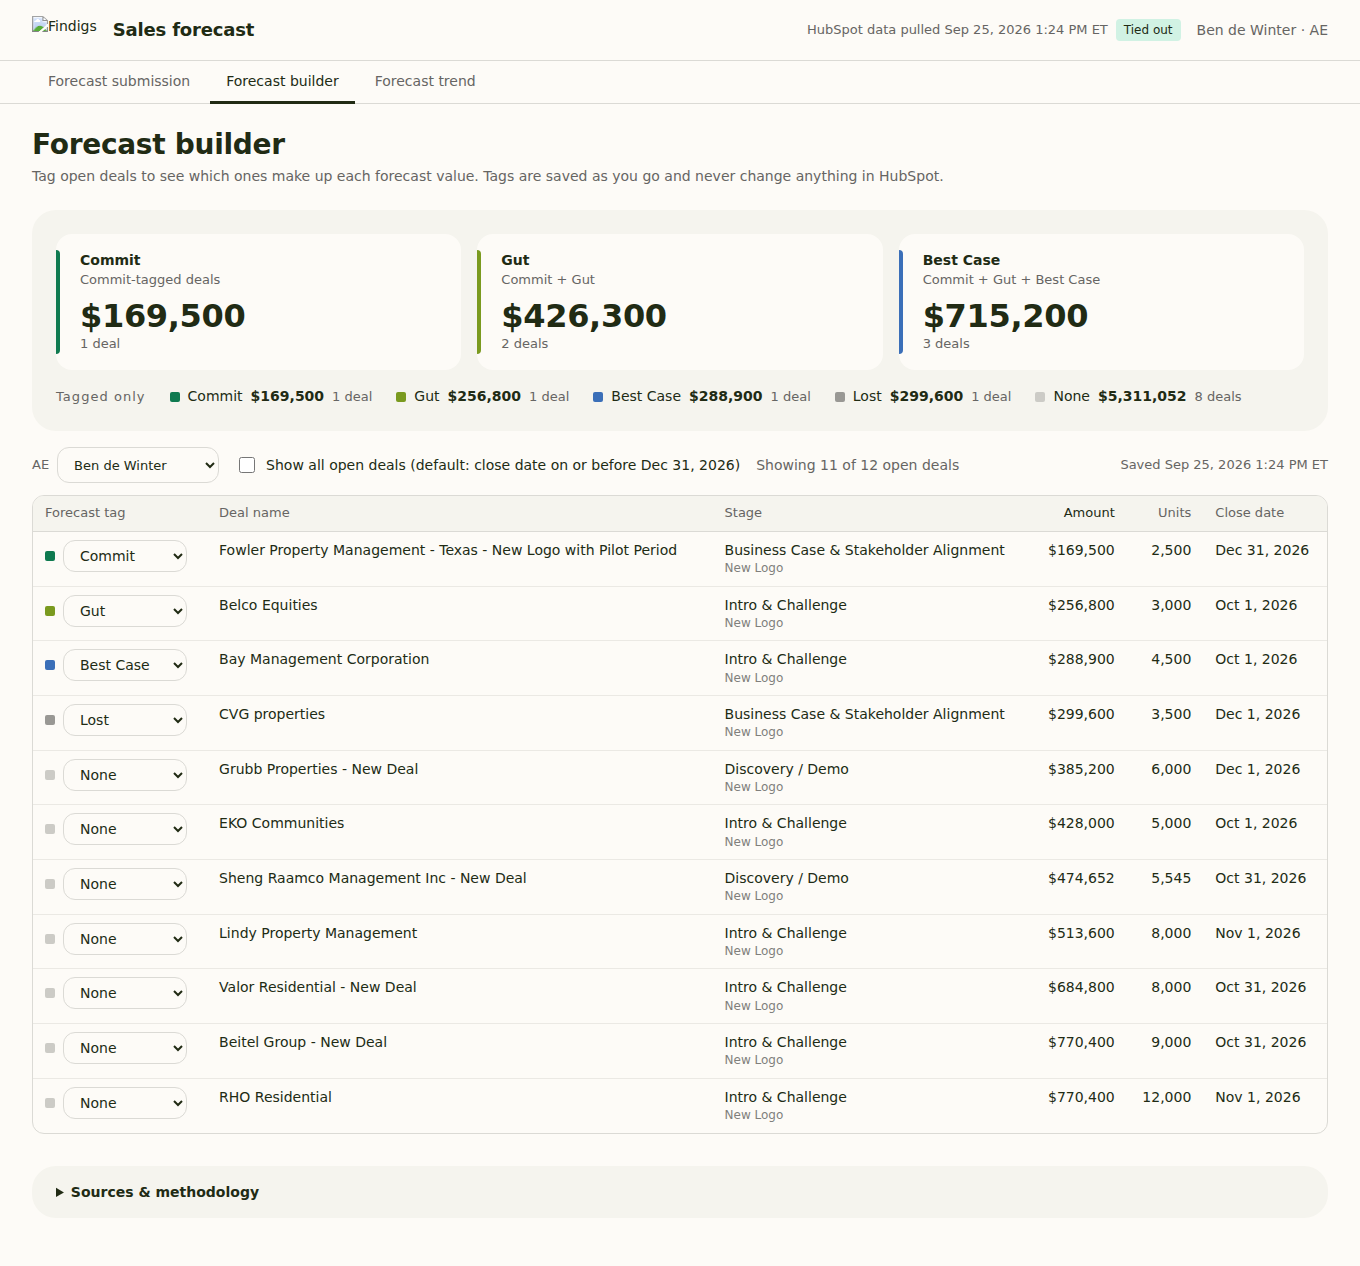 Findigs Sales forecast HubSpot data pulled Sep 25, 2026 1:24 PM ET Tied out Ben de Winter · AE
Forecast submission Forecast builder Forecast trend
Forecast builder
Tag open deals to see which ones make up each forecast value. Tags are saved as you go and never change anything in HubSpot.
Commit
Commit-tagged deals
$169,500
1 deal
Gut
Commit + Gut
$426,300
2 deals
Best Case
Commit + Gut + Best Case
$715,200
3 deals
Tagged only Commit $169,500 1 deal Gut $256,800 1 deal Best Case $288,900 1 deal Lost $299,600 1 deal None $5,311,052 8 deals
AE Ben de Winter Show all open deals (default: close date on or before Dec 31, 2026) Showing 11 of 12 open deals Saved Sep 25, 2026 1:24 PM ET
Forecast tag Deal name Stage Amount Units Close date
Commit Fowler Property Management - Texas - New Logo with Pilot Period Business Case & Stakeholder Alignment $169,500 2,500 Dec 31, 2026
New Logo
Gut Belco Equities Intro & Challenge $256,800 3,000 Oct 1, 2026
New Logo
Best Case Bay Management Corporation Intro & Challenge $288,900 4,500 Oct 1, 2026
New Logo
Lost CVG properties Business Case & Stakeholder Alignment $299,600 3,500 Dec 1, 2026
New Logo
None Grubb Properties - New Deal Discovery / Demo $385,200 6,000 Dec 1, 2026
New Logo
None EKO Communities Intro & Challenge $428,000 5,000 Oct 1, 2026
New Logo
None Sheng Raamco Management Inc - New Deal Discovery / Demo $474,652 5,545 Oct 31, 2026
New Logo
None Lindy Property Management Intro & Challenge $513,600 8,000 Nov 1, 2026
New Logo
None Valor Residential - New Deal Intro & Challenge $684,800 8,000 Oct 31, 2026
New Logo
None Beitel Group - New Deal Intro & Challenge $770,400 9,000 Oct 31, 2026
New Logo
None RHO Residential Intro & Challenge $770,400 12,000 Nov 1, 2026
New Logo
Sources & methodology